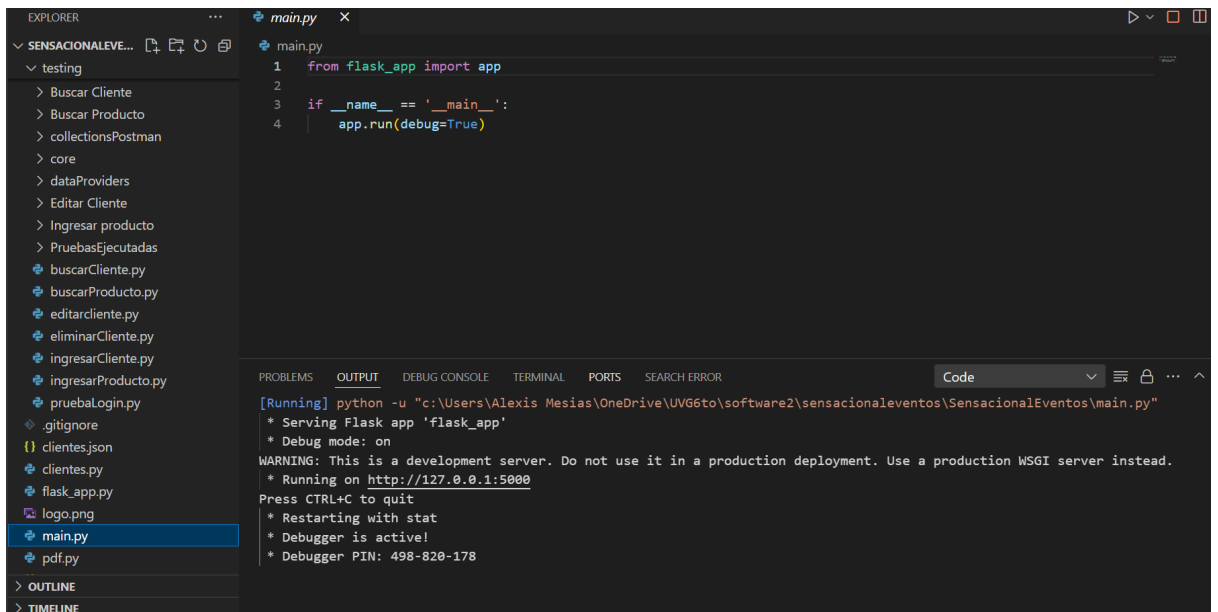 EXPLORER
SENSACIONALEVE...
testing
Buscar Cliente
Buscar Producto
collectionsPostman
core
dataProviders
Editar Cliente
Ingresar producto
PruebasEjecutadas
buscarCliente.py
buscarProducto.py
editarcliente.py
eliminarCliente.py
ingresarCliente.py
ingresarProducto.py
pruebaLogin.py
.gitignore
clientes.json
clientes.py
flask_app.py
logo.png
main.py
pdf.py
OUTLINE
TIMELINE
main.py
main.py
1 from flask_app import app
2
3 if __name__ == '__main__':
4 app.run(debug=True)
PROBLEMS OUTPUT DEBUG CONSOLE TERMINAL PORTS SEARCH ERROR Code
[Running] python -u "c:\Users\Alexis Mesias\OneDrive\UVG6to\software2\sensacionaleventos\SensacionalEventos\main.py"
* Serving Flask app 'flask_app'
* Debug mode: on
WARNING: This is a development server. Do not use it in a production deployment. Use a production WSGI server instead.
* Running on http://127.0.0.1:5000
Press CTRL+C to quit
* Restarting with stat
* Debugger is active!
* Debugger PIN: 498-820-178